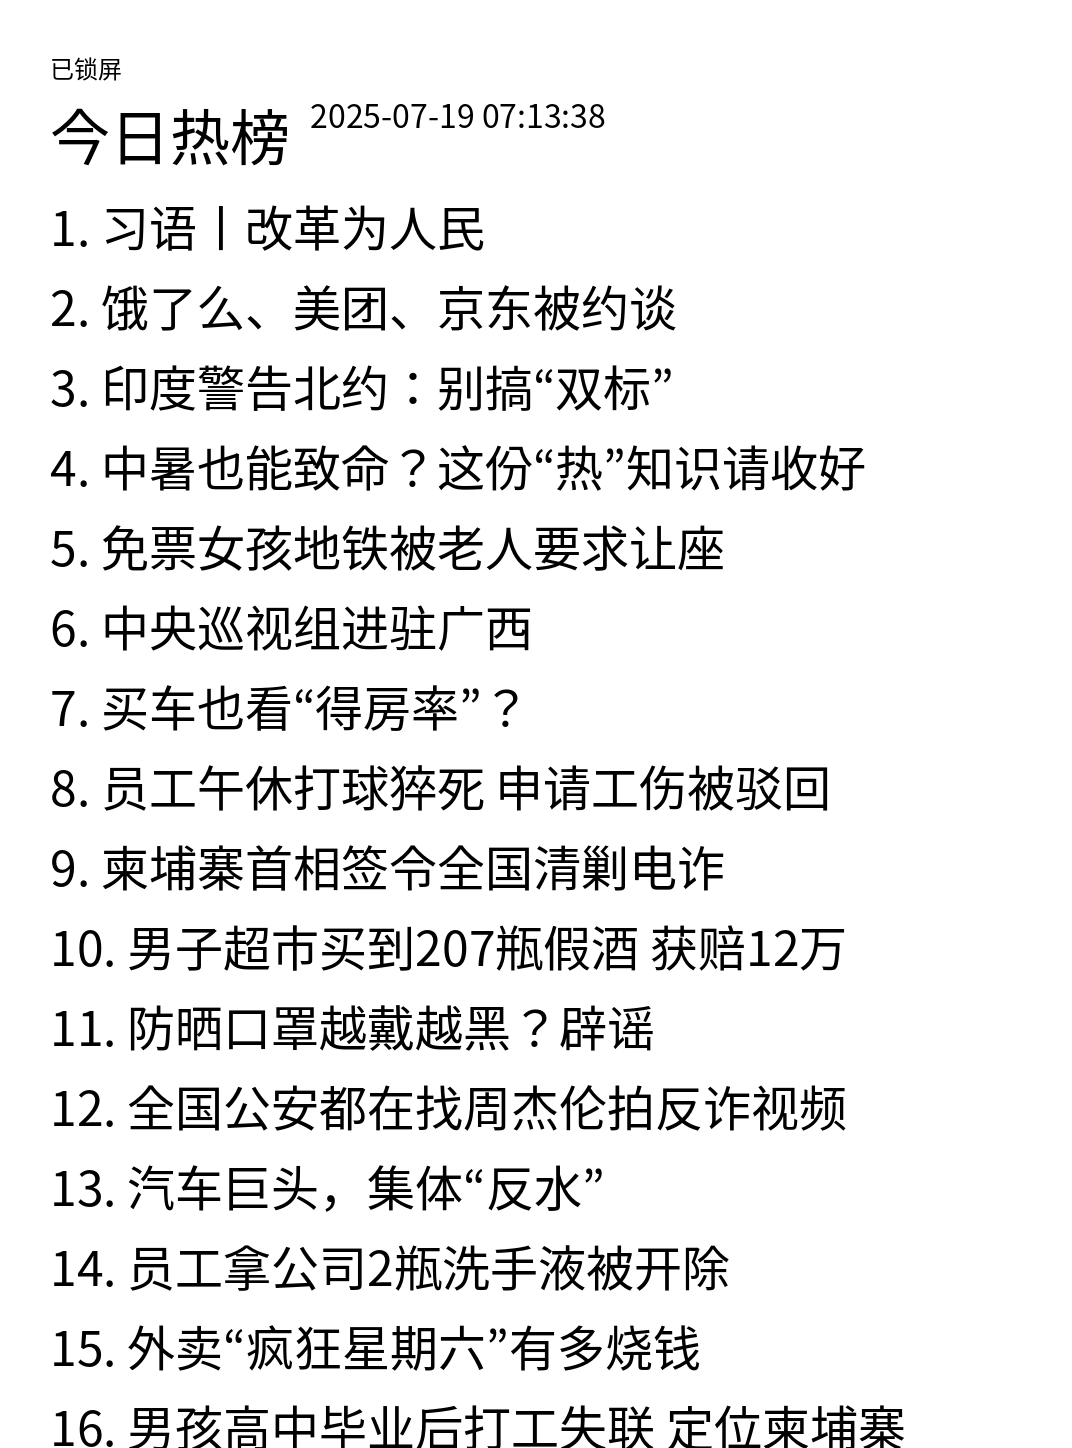 已锁屏
今日热榜 2025-07-19 07:13:38
1. 习语丨改革为人民
2. 饿了么、美团、京东被约谈
3. 印度警告北约：别搞“双标”
4. 中暑也能致命？这份“热”知识请收好
5. 免票女孩地铁被老人要求让座
6. 中央巡视组进驻广西
7. 买车也看“得房率”？
8. 员工午休打球猝死 申请工伤被驳回
9. 柬埔寨首相签令全国清剿电诈
10. 男子超市买到207瓶假酒 获赔12万
11. 防晒口罩越戴越黑？辟谣
12. 全国公安都在找周杰伦拍反诈视频
13. 汽车巨头，集体“反水”
14. 员工拿公司2瓶洗手液被开除
15. 外卖“疯狂星期六”有多烧钱
16. 男孩高中毕业后打工失联 定位柬埔寨